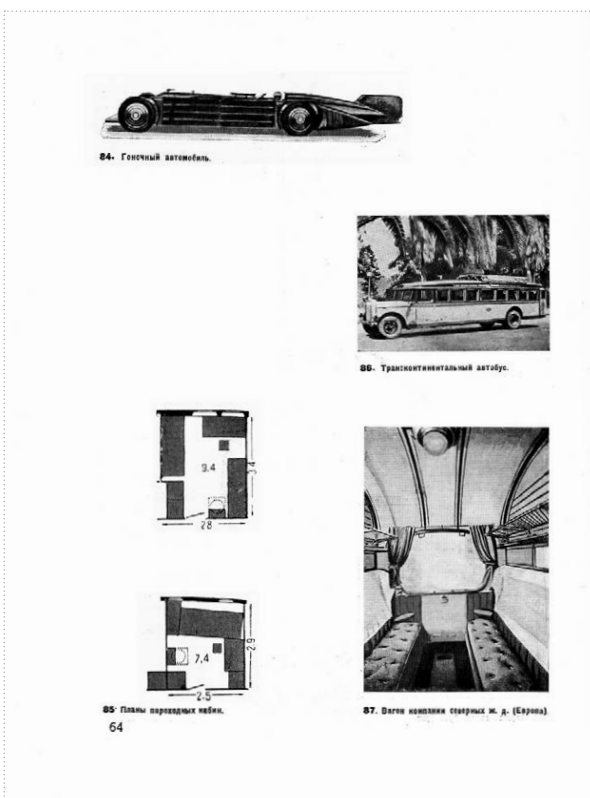 84. Гоночный автомобиль.
86. Трансконтинентальный автобус.
9.4
3.4
2.8
7.4
2.9
2.5
85 Планы пароходных кабин.
87. Вагон компании северных ж. д. (Европа)
64